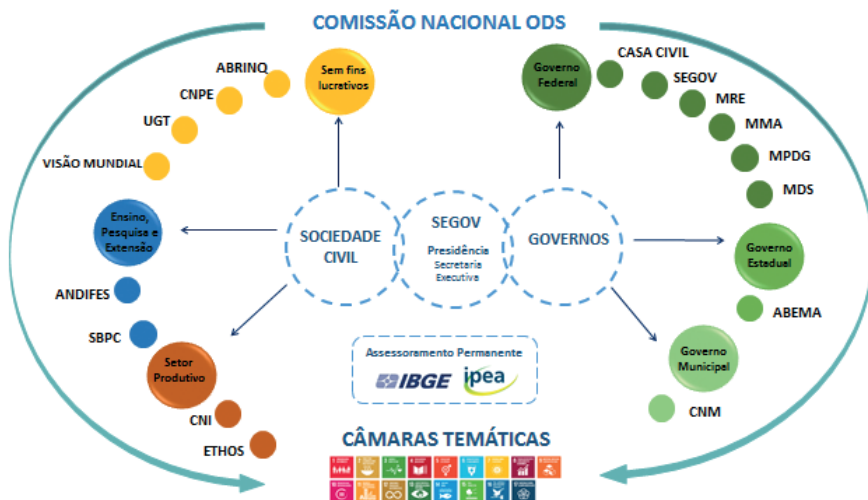 COMISSÃO NACIONAL ODS
ABRINQ
CNPE
UGT
VISÃO MUNDIAL
Sem fins
lucrativos
Governo
Federal
CASA CIVIL
SEGOV
MRE
MMA
MPDG
MDS
Ensino,
Pesquisa e
Extensão
SOCIEDADE
CIVIL
SEGOV
Presidência
Secretaria
Executiva
GOVERNOS
Governo
Estadual
ANDIFES
SBPC
ABEMA
Setor
Produtivo
Assessoramento Permanente
IBGE
ipea
Governo
Municipal
CNI
ETHOS
CNM
CÂMARAS TEMÁTICAS